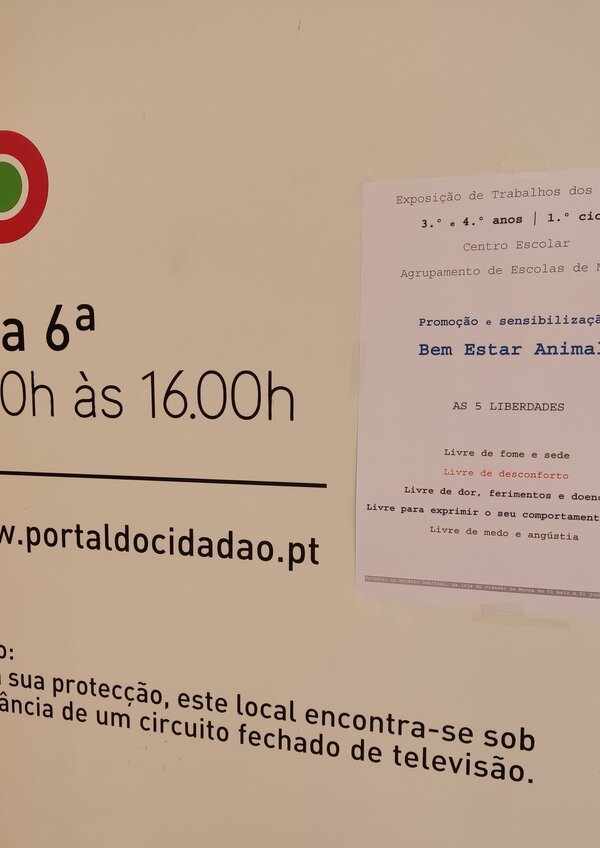 a 6ª
0h às 16.00h
w.portaldocidadao.pt
o:
sua protecção, este local encontra-se sob
ância de um circuito fechado de televisão.
Exposição de Trabalhos dos
3.º e 4.º anos | 1.º cic
Centro Escolar
Agrupamento de Escolas de M
Promoção e sensibilizaçã
Bem Estar Animal
AS 5 LIBERDADES
Livre de fome e sede
Livre de desconforto
Livre de dor, ferimentos e doenç
Livre para exprimir o seu comportament
Livre de medo e angústia